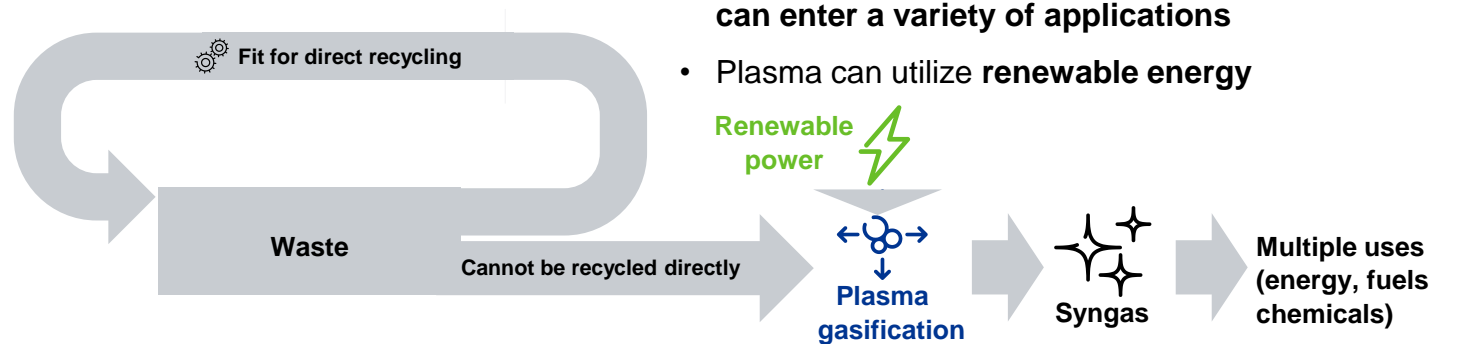 can enter a variety of applications
• Plasma can utilize renewable energy
Fit for direct recycling
Renewable
power
Waste
Cannot be recycled directly
Plasma
gasification
Syngas
Multiple uses
(energy, fuels
chemicals)